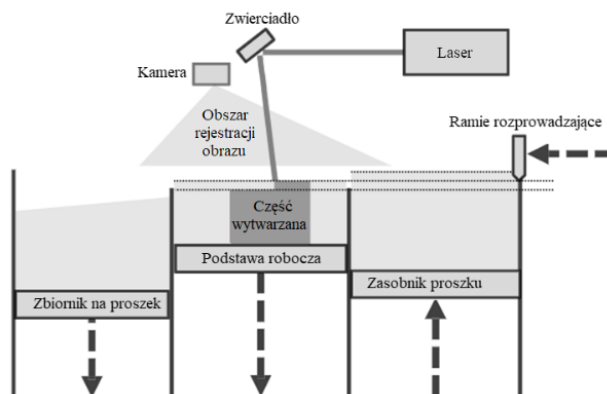 Zwierciadło
Laser
Kamera
Obszar
rejestracji
obrazu
Ramie rozprowadzające
Część
wytwarzana
Podstawa robocza
Zasobnik proszku
Zbiornik na proszek